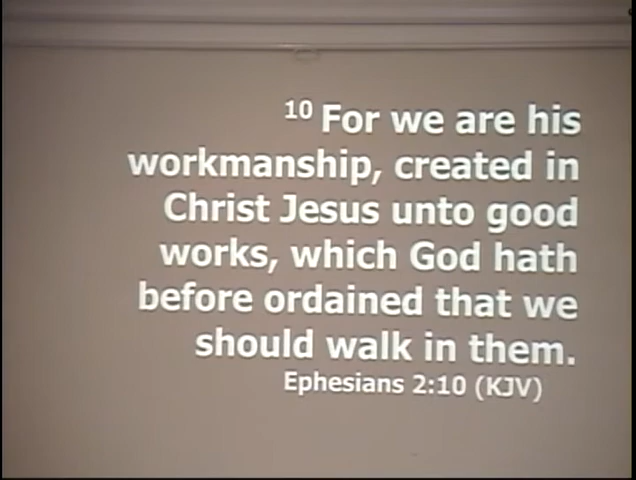 10 For we are his
workmanship, created in
Christ Jesus unto good
works, which God hath
before ordained that we
should walk in them.
Ephesians 2:10 (KJV)